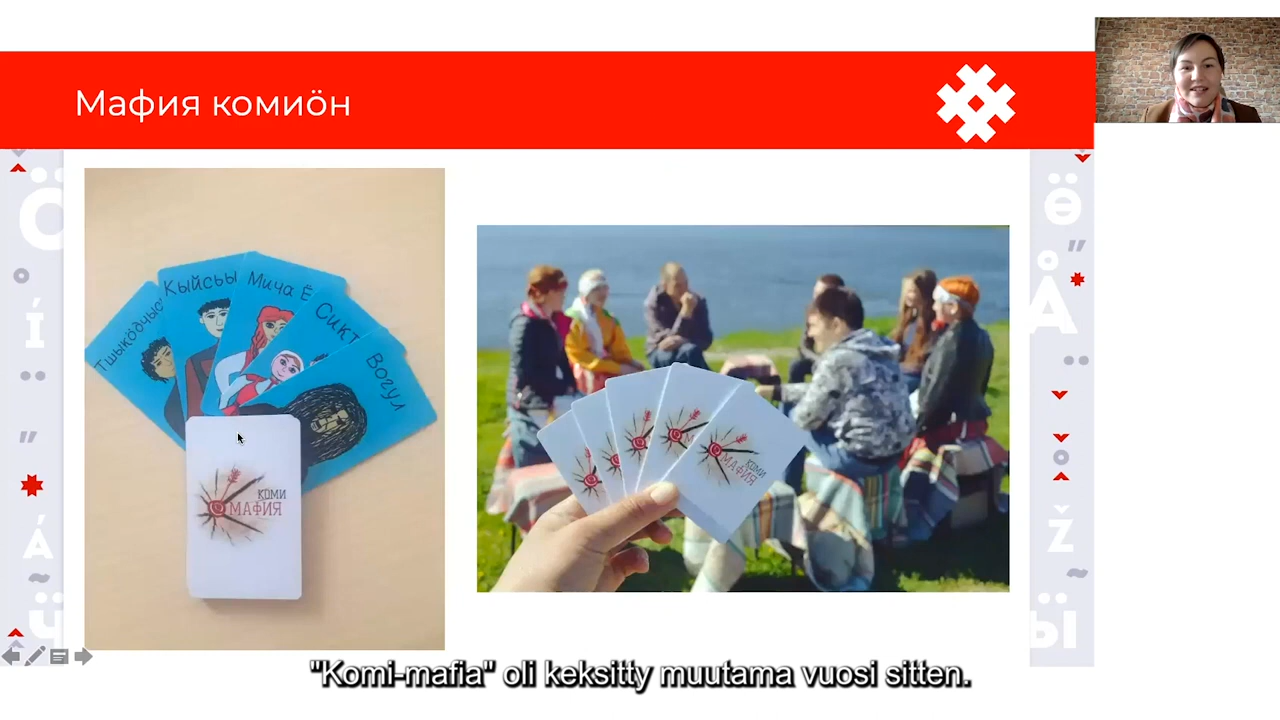 Мафия комиӧн
Тшыкӧдчысь
Кыйсьы
Мича Ё
Сикт
Вогул
КОМИ
МАФИЯ
КОМИ
МАФИЯ
"Komi-mafia" oli keksitty muutama vuosi sitten.